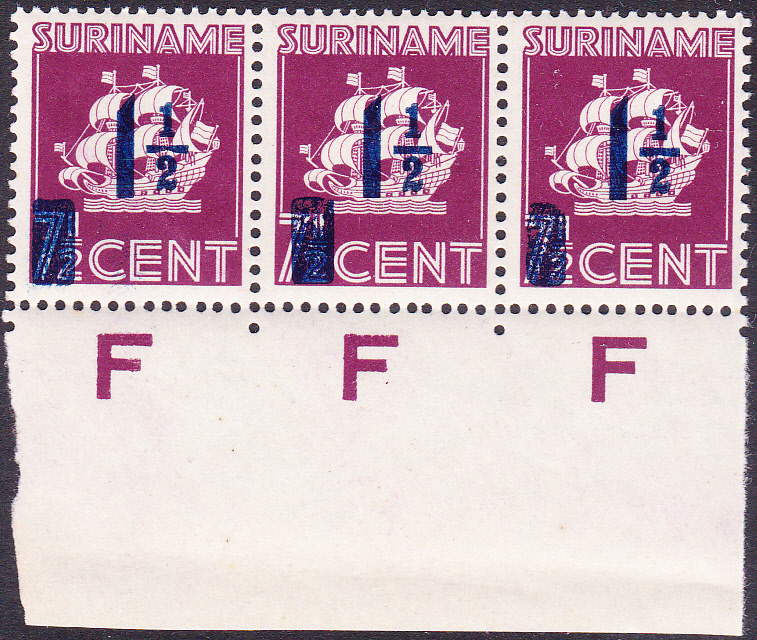 SURINAME SURINAME SURINAME
1 1/2 1 1/2 1 1/2
7 1/2 CENT 7 1/2 CENT 7 1/2 CENT
F F F